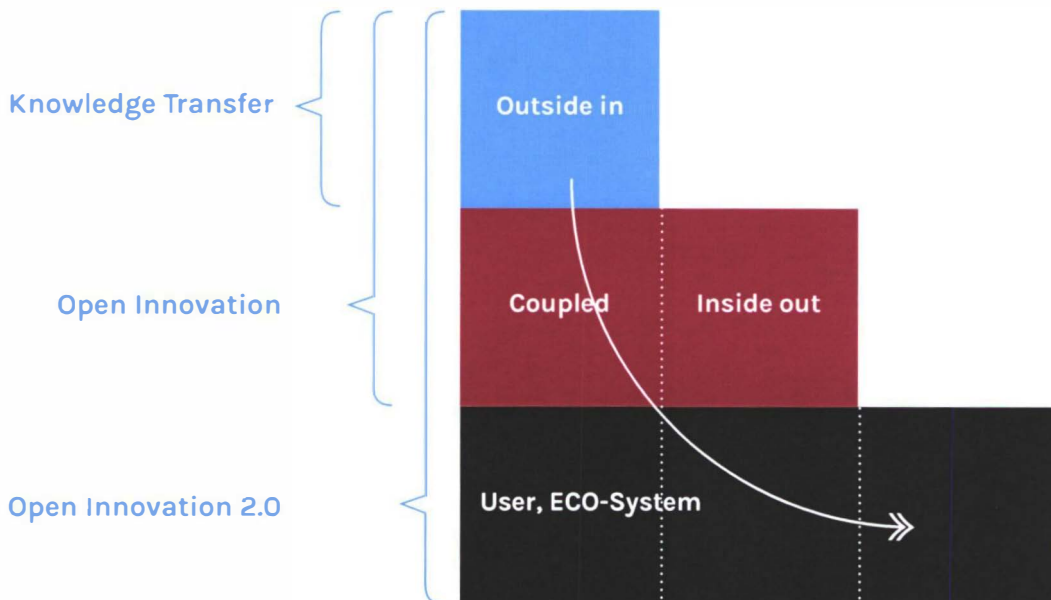 Knowledge Transfer
Outside in
Open Innovation
Coupled
Inside out
Open Innovation 2.0
User, ECO-System